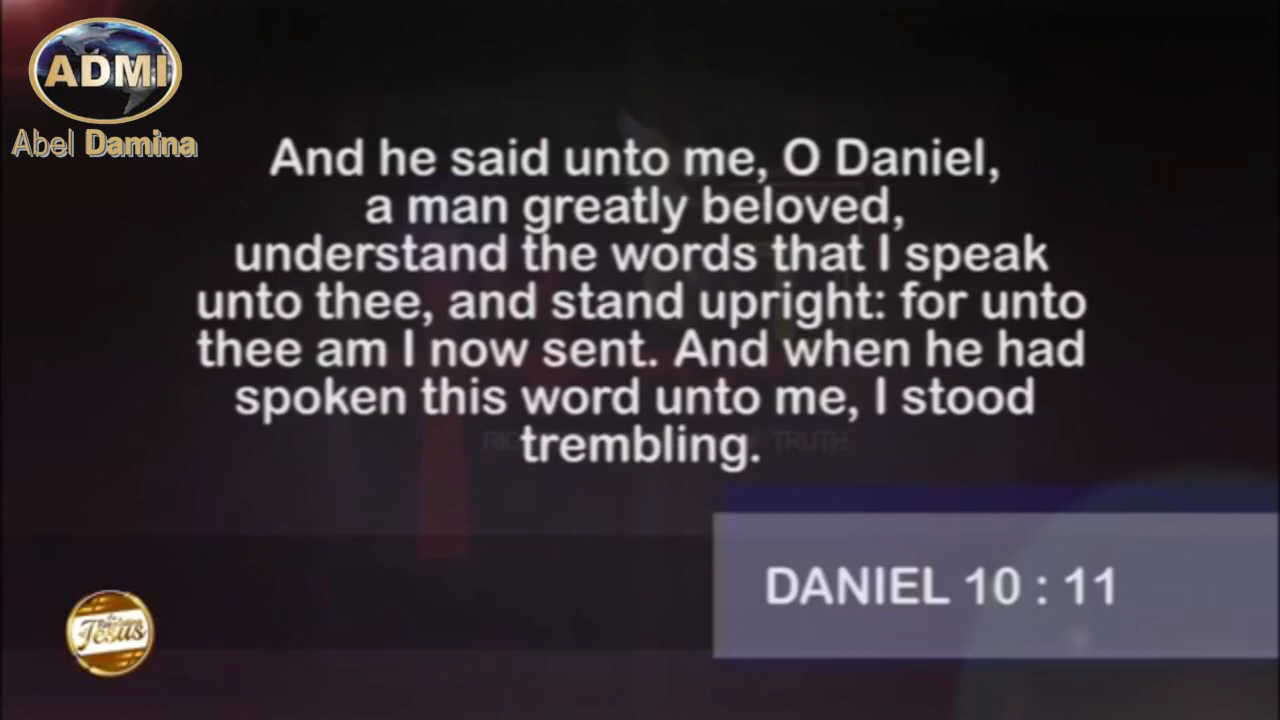 ADMI
Abel Damina
And he said unto me, O Daniel,
a man greatly beloved,
understand the words that I speak
unto thee, and stand upright: for unto
thee am I now sent. And when he had
spoken this word unto me, I stood
trembling.
TRUTH
DANIEL 10 : 11
Jesus